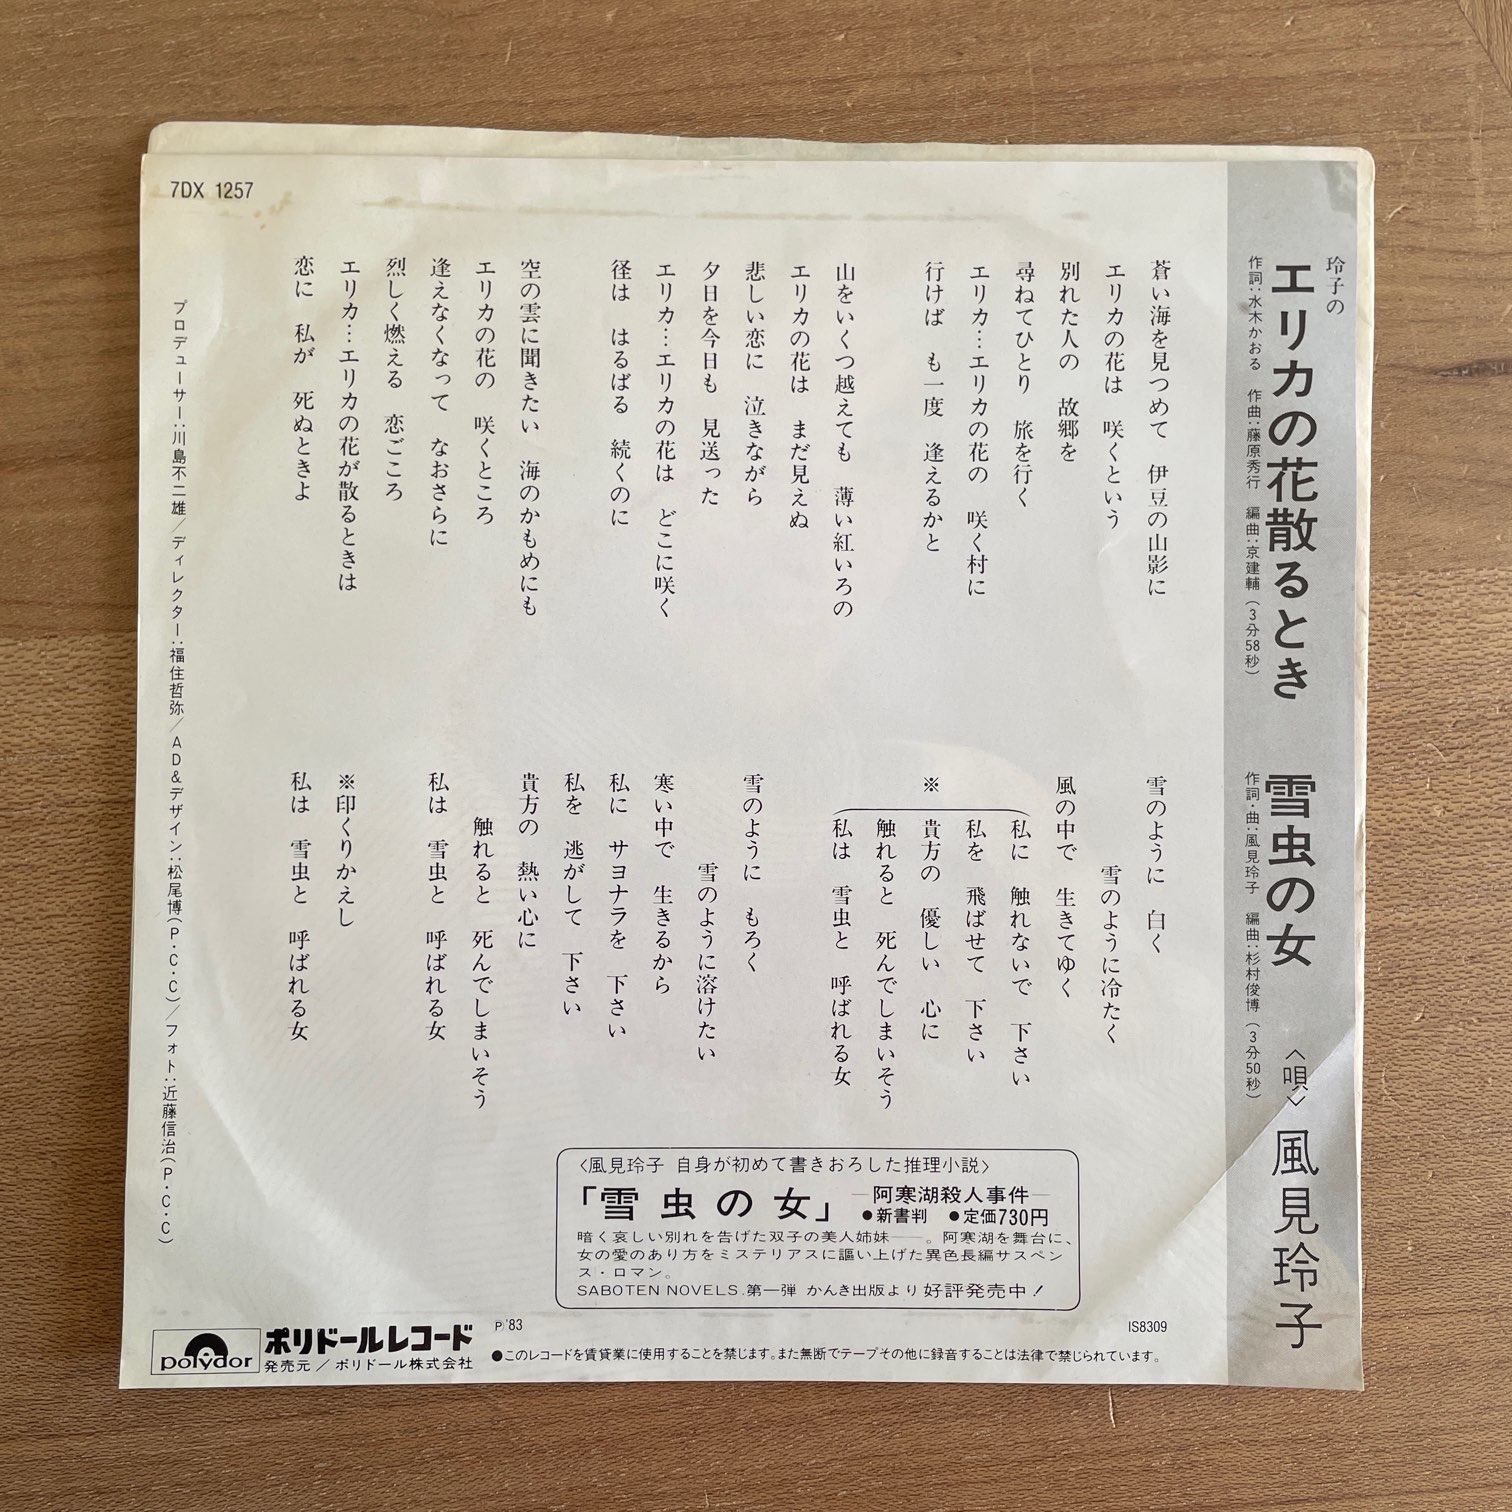 7DX 1257
玲子の
エリカの花散るとき
作詞:水木かおる 作曲:藤原秀行 編曲:京建輔(3分58秒)
雪虫の女
作詞・曲:風見玲子 編曲:杉村俊博(3分50秒)
〈唄〉風見玲子
蒼い海を見つめて 伊豆の山影に
エリカの花は 咲くという
別れた人の 故郷を
尋ねてひとり 旅を行く
エリカ…エリカの花の 咲く村に
行けば も一度 逢えるかと
山をいくつ越えても 薄い紅いろの
エリカの花は まだ見えぬ
悲しい恋に 泣きながら
夕日を今日も 見送った
エリカ…エリカの花は どこに咲く
径は はるばる 続くのに
空の雲に聞きたい 海のかもめにも
エリカの花の 咲くところ
逢えなくなって なおさらに
烈しく燃える 恋ごころ
エリカ…エリカの花が散るときは
恋に 私が 死ぬときよ
雪のように 白く
雪のように冷たく
風の中で 生きてゆく
※
私に 触れないで 下さい
私を 飛ばせて 下さい
貴方の 優しい 心に
触れると 死んでしまいそう
私は 雪虫と 呼ばれる女
雪のように もろく
雪のように溶けたい
寒い中で 生きるから
私に サヨナラを 下さい
私を 逃がして 下さい
貴方の 熱い心に
触れると 死んでしまいそう
私は 雪虫と 呼ばれる女
※印くりかえし
私は 雪虫と 呼ばれる女
プロデューサー:川島不二雄/ディレクター:福住哲弥/AD&デザイン:松尾博(P・C・C)/フォト:近藤信治(P・C・C)
〈風見玲子 自身が初めて書きおろした推理小説〉
「雪虫の女」—阿寒湖殺人事件—
●新書判 ●定価730円
暗く哀しい別れを告げた双子の美人姉妹——。阿寒湖を舞台に、
女の愛のあり方をミステリアスに謳い上げた異色長編サスペン
ス・ロマン。
SABOTEN NOVELS.第一弾 かんき出版より 好評発売中!
polydor
ポリドールレコード
発売元/ポリドール株式会社
P '83
IS8309
●このレコードを賃貸業に使用することを禁じます。また無断でテープその他に録音することは法律で禁じられています。